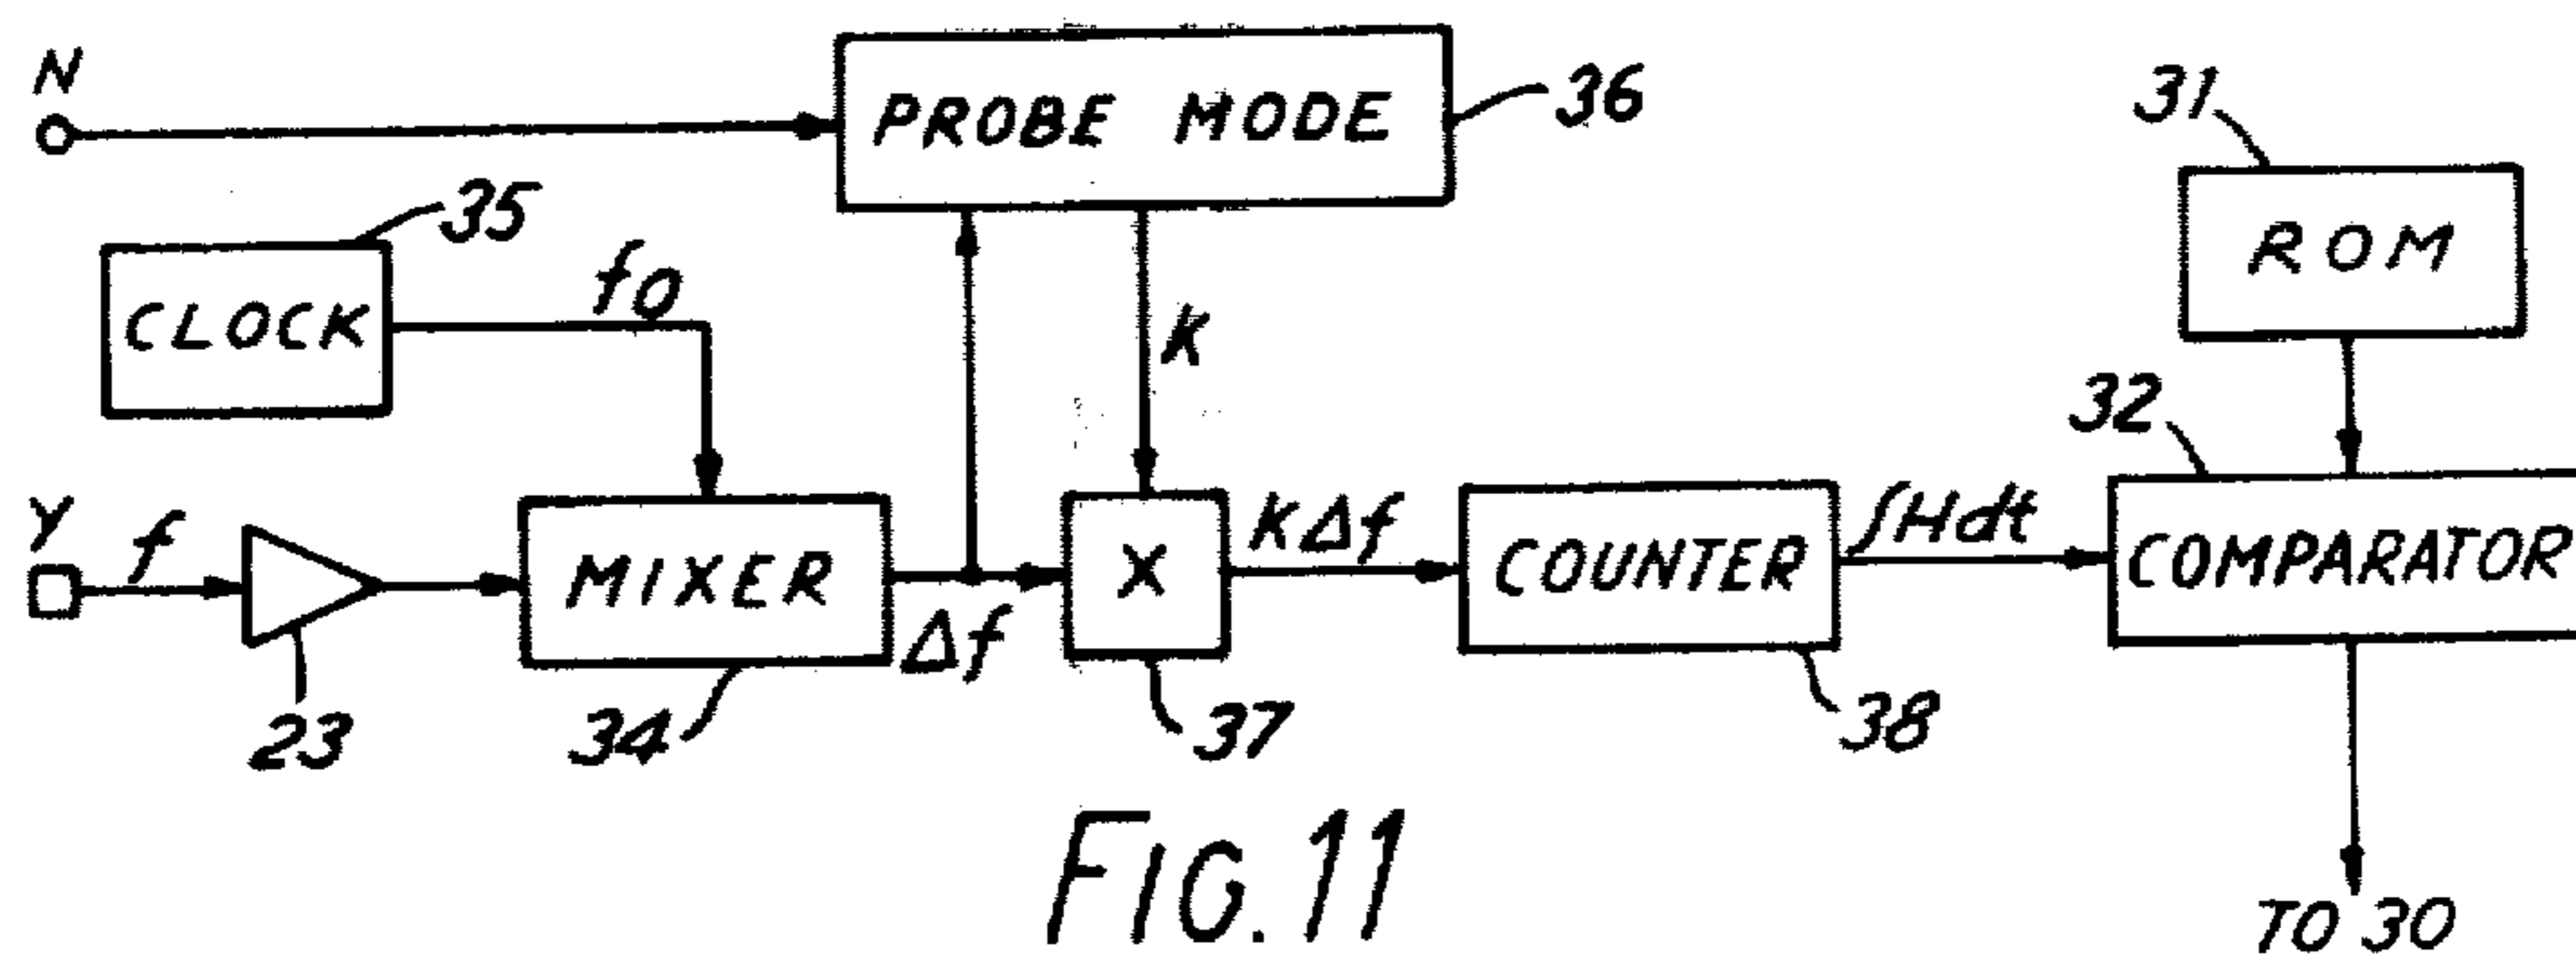 N
PROBE MODE
36
31
ROM
35
CLOCK
fo
K
32
Y
f
23
MIXER
34
Δf
X
37
KΔf
COUNTER
38
∫Hdt
COMPARATOR
TO 30
FIG. 11